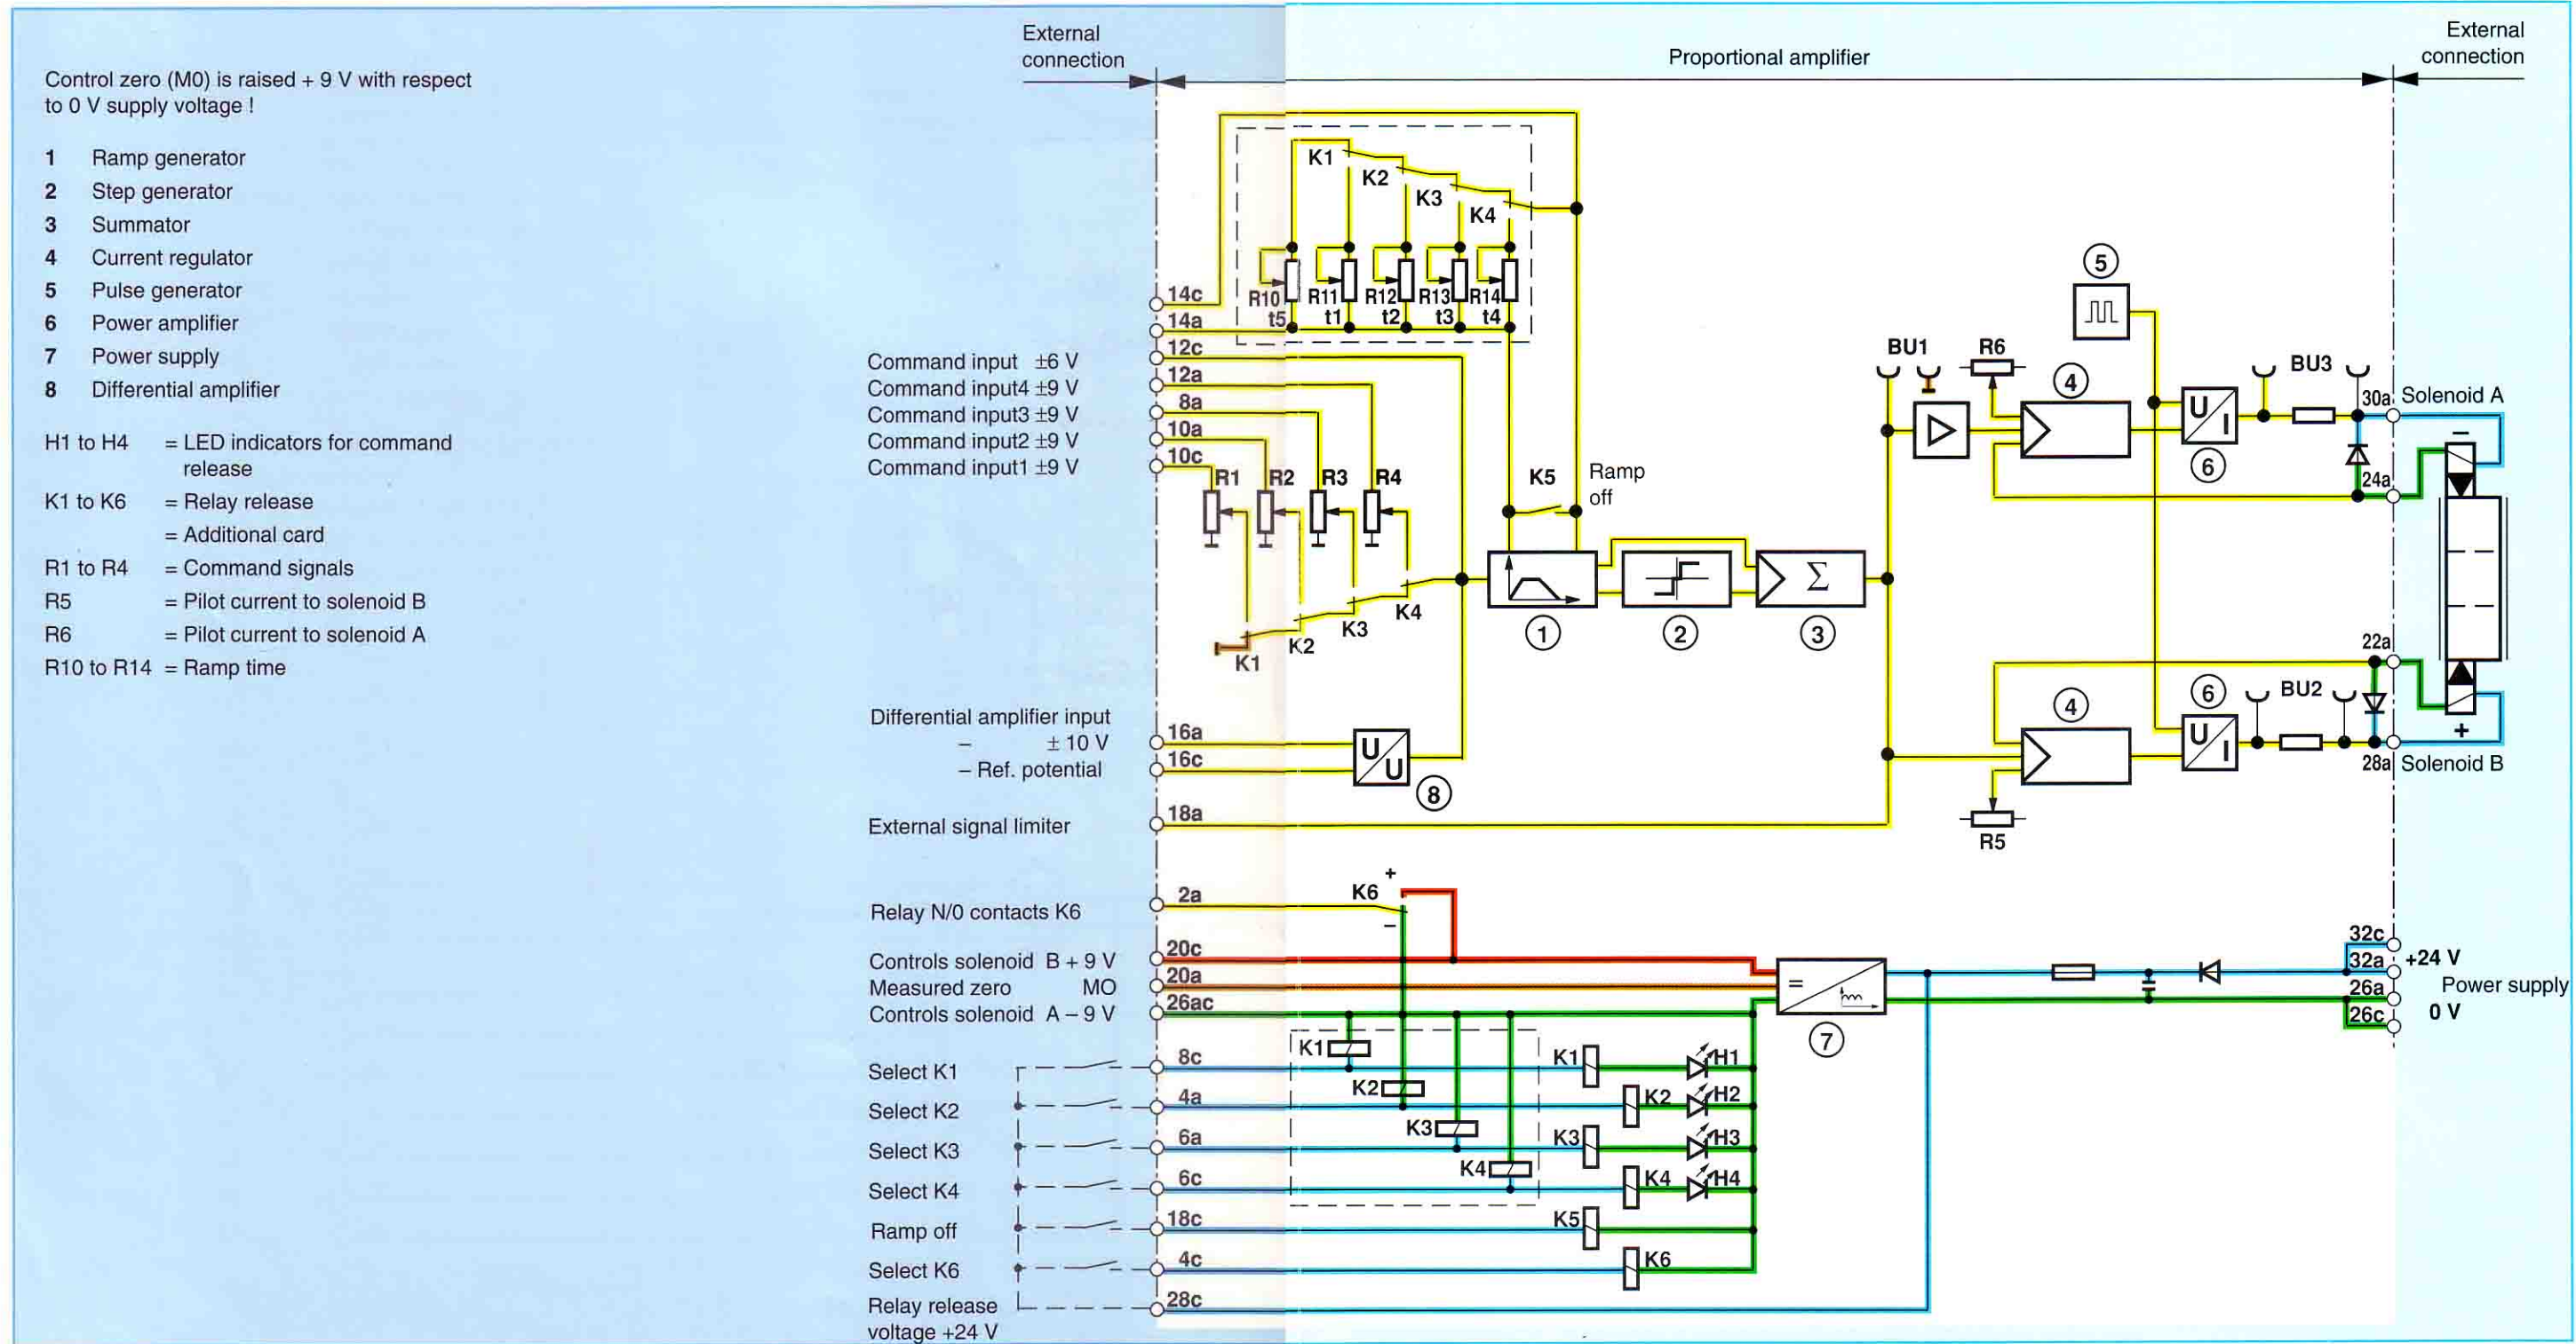 External
connection
Proportional amplifier
External
connection
Control zero (M0) is raised + 9 V with respect
to 0 V supply voltage !
1 Ramp generator
2 Step generator
3 Summator
4 Current regulator
5 Pulse generator
6 Power amplifier
7 Power supply
8 Differential amplifier
H1 to H4 = LED indicators for command
release
K1 to K6 = Relay release
= Additional card
R1 to R4 = Command signals
R5 = Pilot current to solenoid B
R6 = Pilot current to solenoid A
R10 to R14 = Ramp time
K1
K2
K3
K4
R10 R11 R12 R13 R14
t5 t1 t2 t3 t4
14c
14a
Command input ±6 V 12c
Command input4 ±9 V 12a
Command input3 ±9 V 8a
Command input2 ±9 V 10a
Command input1 ±9 V 10c
R1 R2 R3 R4
K5 Ramp
off
K4
K3
K2
K1
1 2 3
Σ
BU1 R6 4 5 BU3
U
I
6
30a Solenoid A
–
24a
22a
+
28a Solenoid B
4 6 BU2
U
I
R5
Differential amplifier input
– ± 10 V 16a
– Ref. potential 16c
U
U
8
External signal limiter 18a
Relay N/0 contacts K6 2a K6 + –
Controls solenoid B + 9 V 20c
Measured zero MO 20a
Controls solenoid A – 9 V 26ac
=
7
32c
32a +24 V
26a Power supply
26c 0 V
Select K1 8c K1 K1 H1
Select K2 4a K2 K2 H2
Select K3 6a K3 K3 H3
Select K4 6c K4 K4 H4
Ramp off 18c K5
Select K6 4c K6
Relay release 28c
voltage +24 V